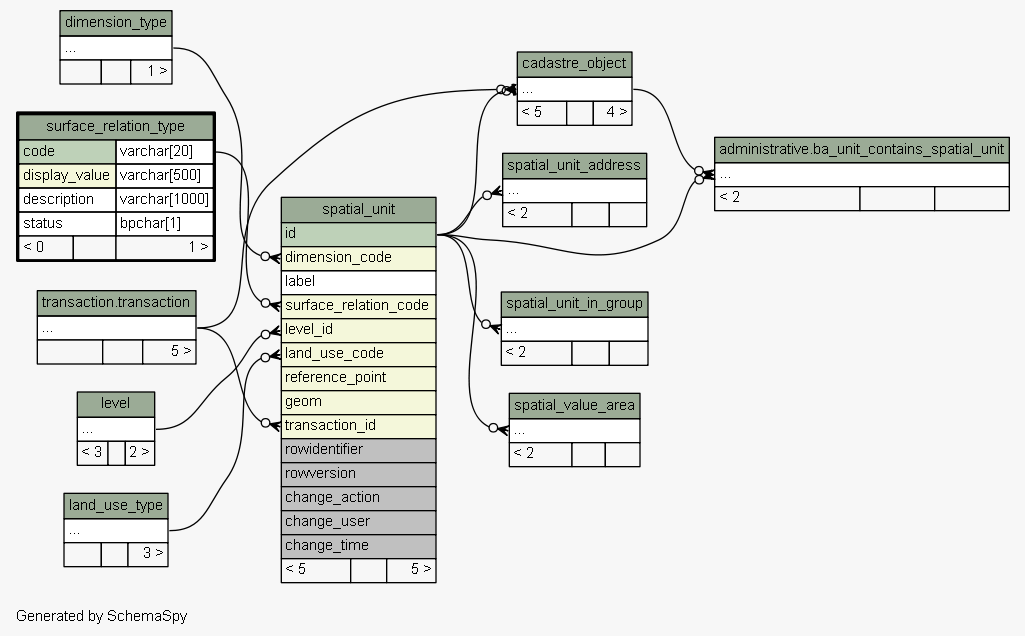 dimension_type
...
1 >
surface_relation_type
code varchar[20]
display_value varchar[500]
description varchar[1000]
status bpchar[1]
< 0 1 >
transaction.transaction
...
5 >
level
...
< 3 2 >
land_use_type
...
3 >
spatial_unit
id
dimension_code
label
surface_relation_code
level_id
land_use_code
reference_point
geom
transaction_id
rowidentifier
rowversion
change_action
change_user
change_time
< 5 5 >
cadastre_object
...
< 5 4 >
spatial_unit_address
...
< 2
spatial_unit_in_group
...
< 2
spatial_value_area
...
< 2
administrative.ba_unit_contains_spatial_unit
...
< 2
Generated by SchemaSpy